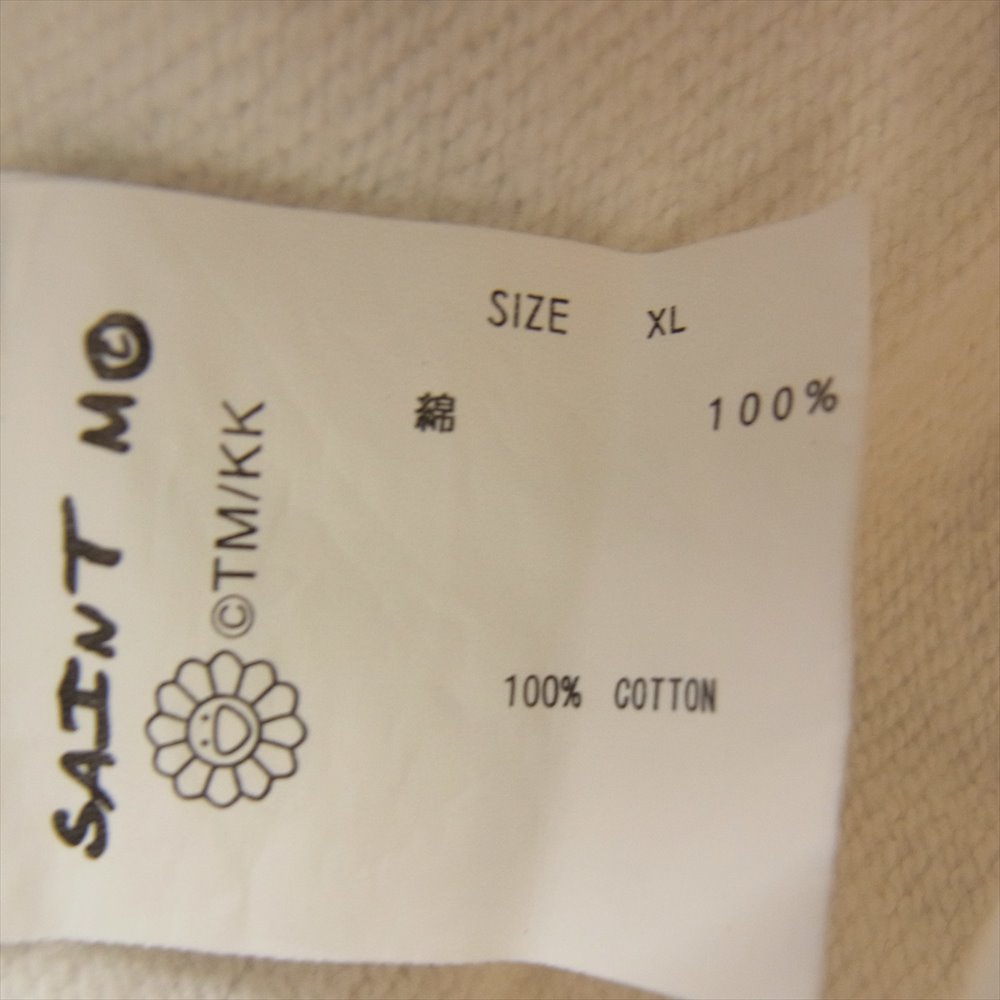 SIZE XL
綿 100%
100% COTTON
SAINT M
©TM/KK